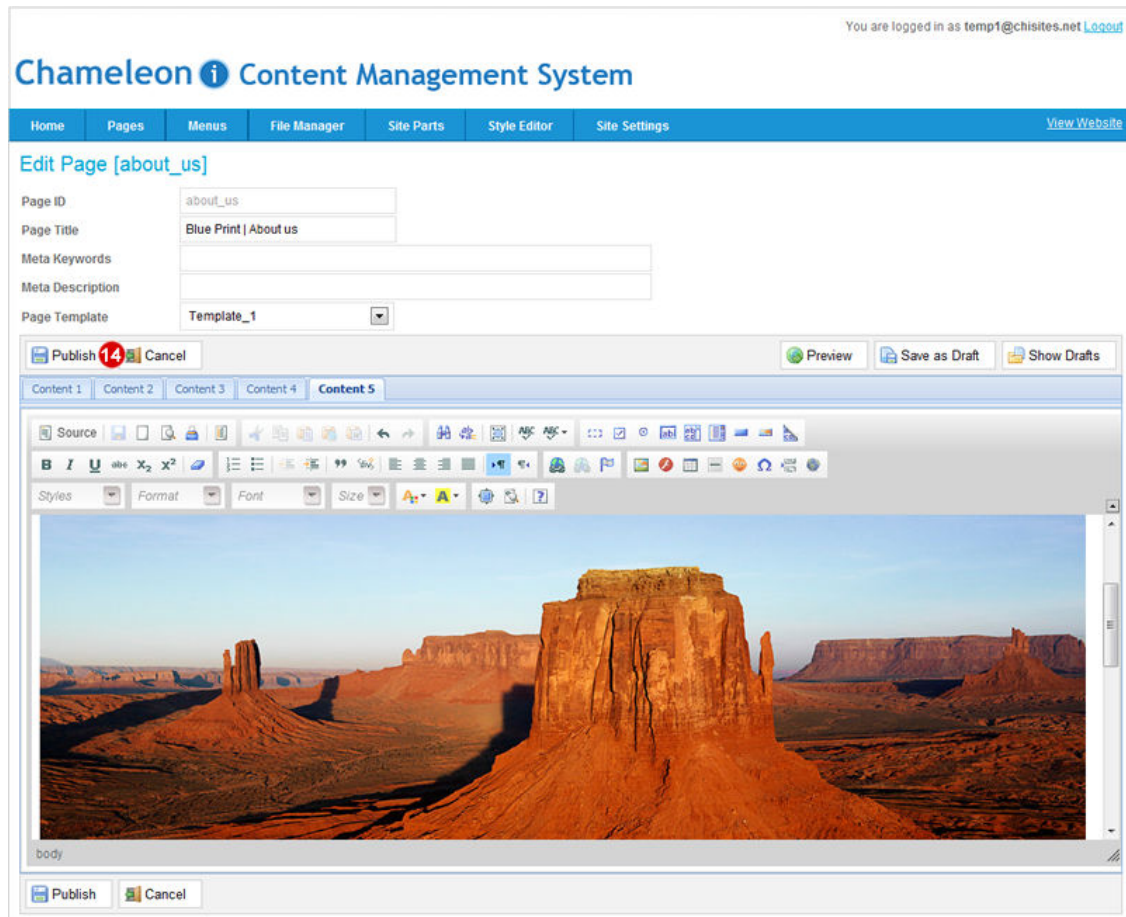 You are logged in as temp1@chisites.net Logout
Chameleon i Content Management System
Home Pages Menus File Manager Site Parts Style Editor Site Settings View Website
Edit Page [about_us]
Page ID about_us
Page Title Blue Print | About us
Meta Keywords
Meta Description
Page Template Template_1
Publish 14 Cancel Preview Save as Draft Show Drafts
Content 1 Content 2 Content 3 Content 4 Content 5
Source ABC ABC
B I U abc X2 X²
Styles Format Font Size A A ?
body
Publish Cancel